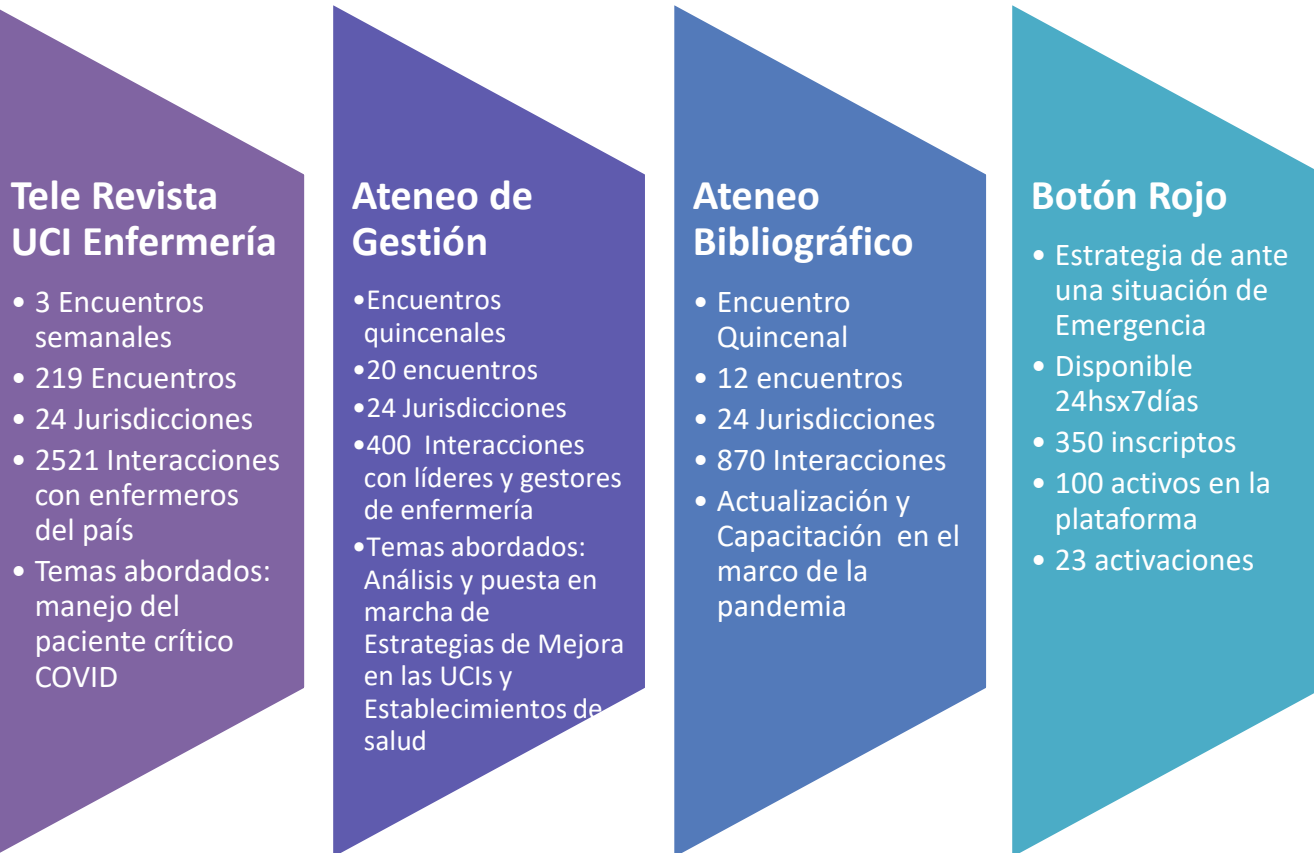 Tele Revista
UCI Enfermería
• 3 Encuentros
semanales
• 219 Encuentros
• 24 Jurisdicciones
• 2521 Interacciones
con enfermeros
del país
• Temas abordados:
manejo del
paciente crítico
COVID
Ateneo de
Gestión
•Encuentros
quincenales
•20 encuentros
•24 Jurisdicciones
•400 Interacciones
con líderes y gestores
de enfermería
•Temas abordados:
Análisis y puesta en
marcha de
Estrategias de Mejora
en las UCIs y
Establecimientos de
salud
Ateneo
Bibliográfico
• Encuentro
Quincenal
• 12 encuentros
• 24 Jurisdicciones
• 870 Interacciones
• Actualización y
Capacitación en el
marco de la
pandemia
Botón Rojo
• Estrategia de ante
una situación de
Emergencia
• Disponible
24hsx7días
• 350 inscriptos
• 100 activos en la
plataforma
• 23 activaciones